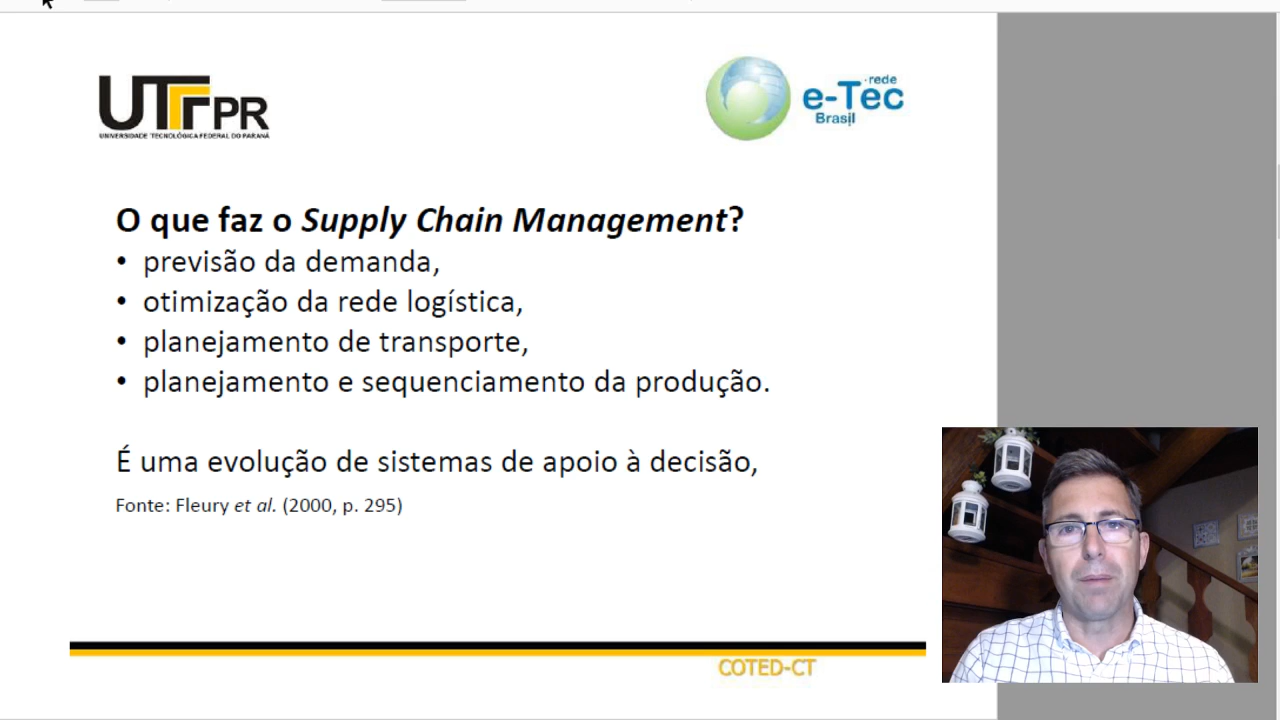 UTFPR
UNIVERSIDADE TECNOLÓGICA FEDERAL DO PARANÁ
rede
e-Tec
Brasil
O que faz o Supply Chain Management?
• previsão da demanda,
• otimização da rede logística,
• planejamento de transporte,
• planejamento e sequenciamento da produção.
É uma evolução de sistemas de apoio à decisão,
Fonte: Fleury et al. (2000, p. 295)
COTED-CT